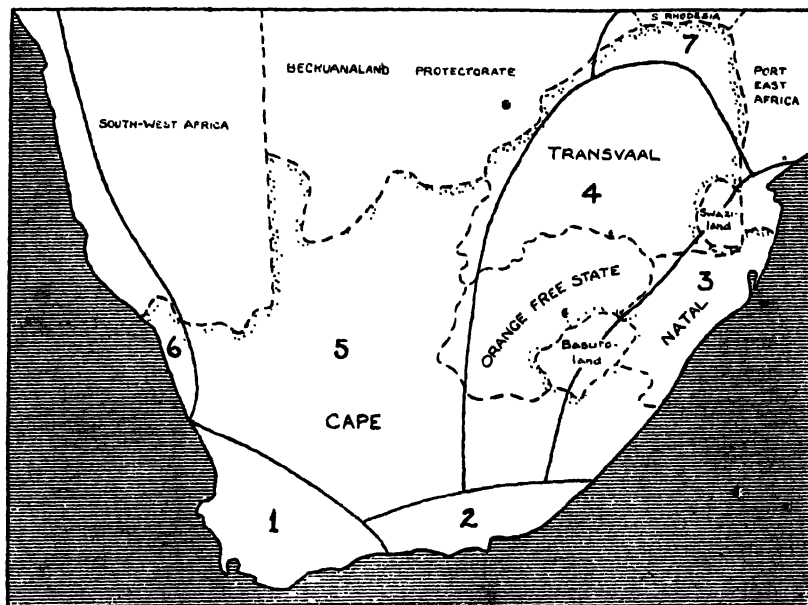 S RHODESIA
7
BECHUANALAND PROTECTORATE
PORT
EAST
AFRICA
SOUTH-WEST AFRICA
TRANSVAAL
4
Swazi-
land
3
NATAL
ORANGE FREE STATE
Basuto-
land
6
5
CAPE
1
2